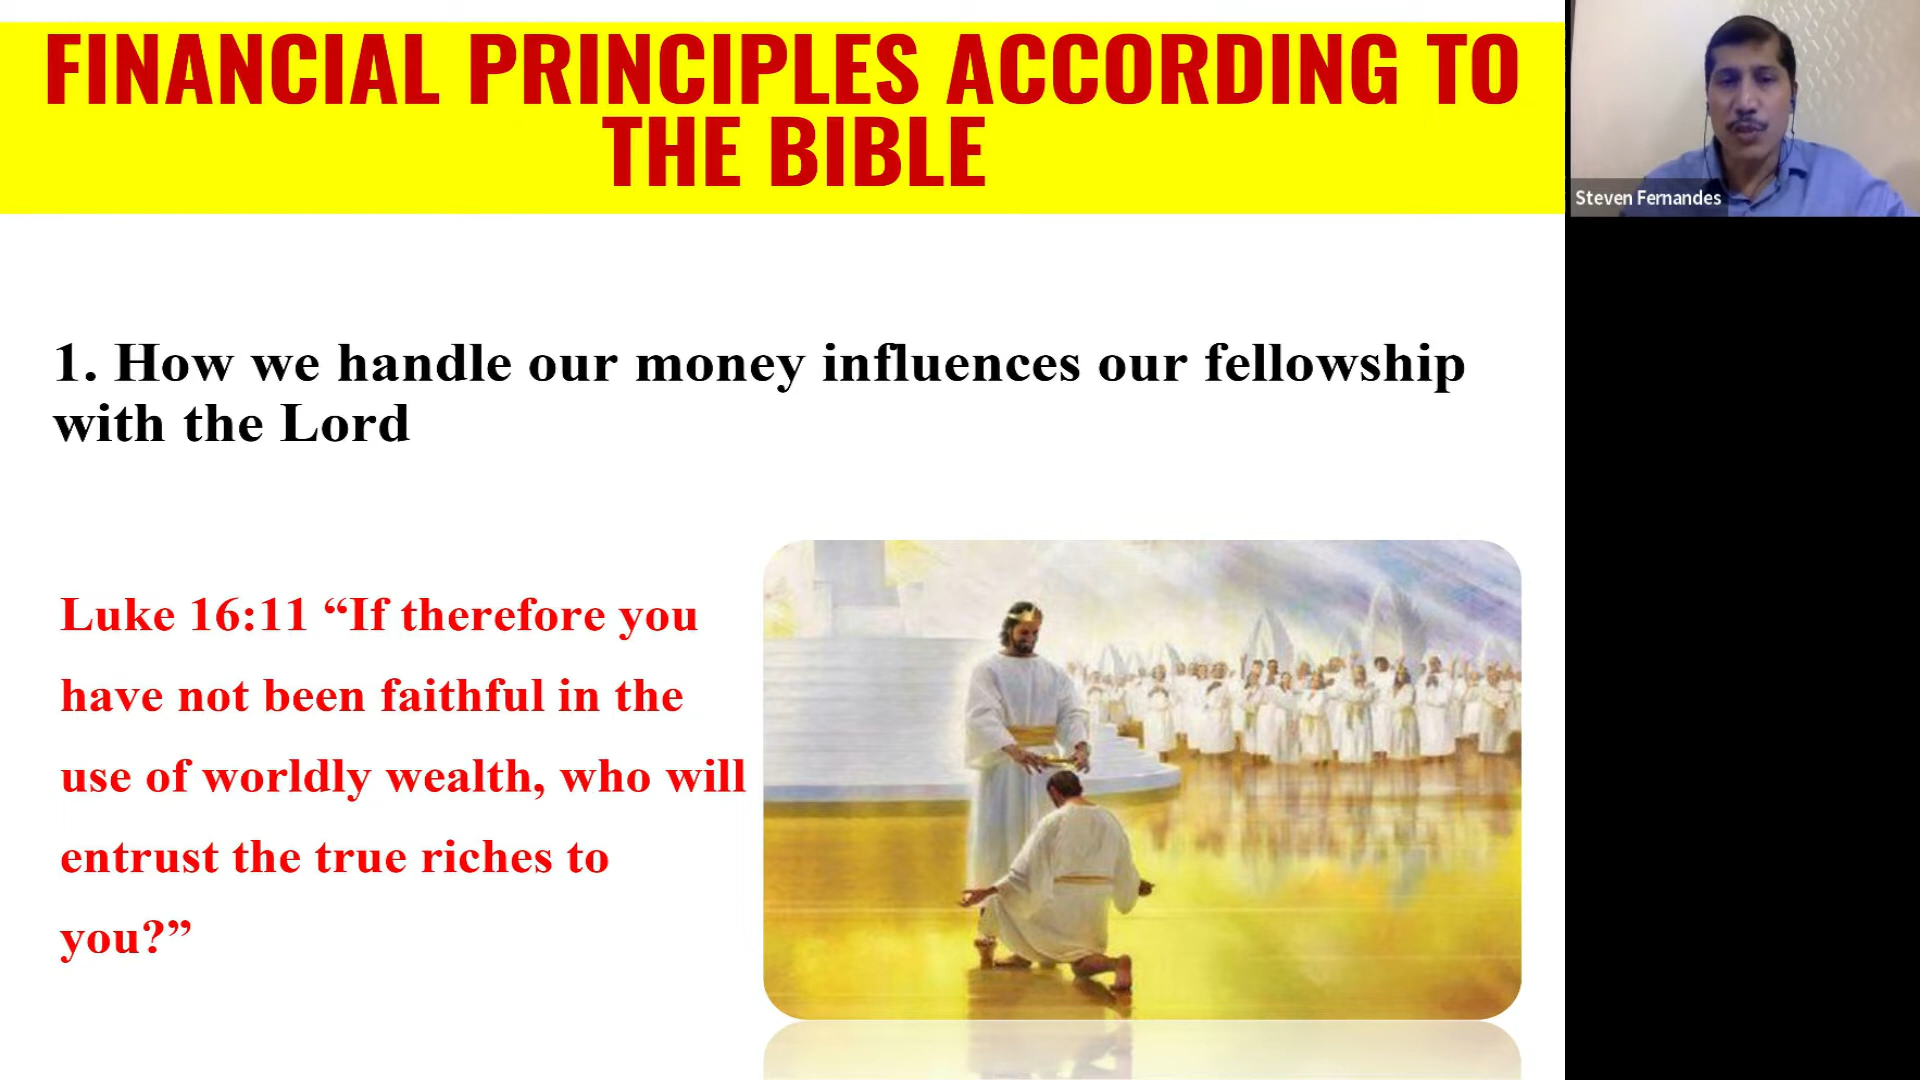 FINANCIAL PRINCIPLES ACCORDING TO
THE BIBLE
Steven Fernandes
1. How we handle our money influences our fellowship
with the Lord
Luke 16:11 “If therefore you
have not been faithful in the
use of worldly wealth, who will
entrust the true riches to
you?”